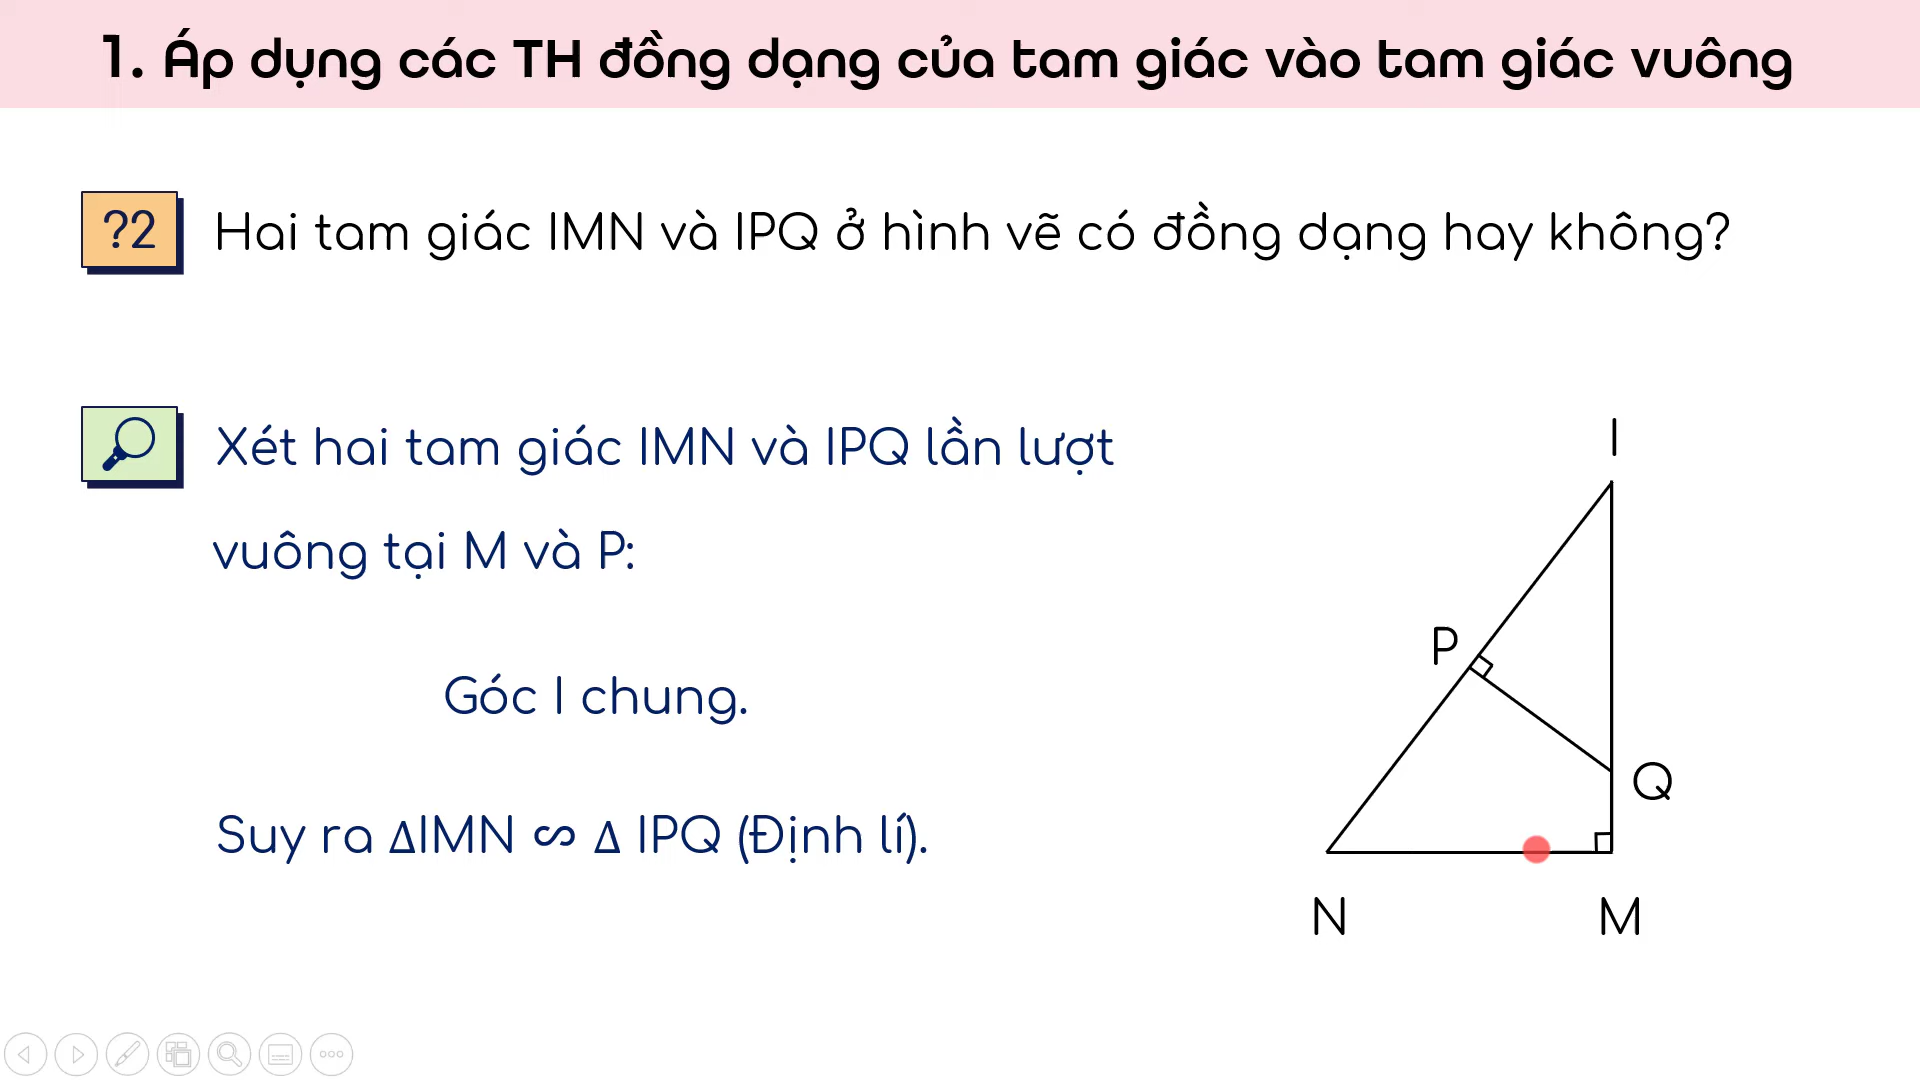 1. Áp dụng các TH đồng dạng của tam giác vào tam giác vuông
?2 Hai tam giác IMN và IPQ ở hình vẽ có đồng dạng hay không?
Xét hai tam giác IMN và IPQ lần lượt
vuông tại M và P:
Góc I chung.
Suy ra ΔIMN ∽ Δ IPQ (Định lí).
I
P
Q
N M